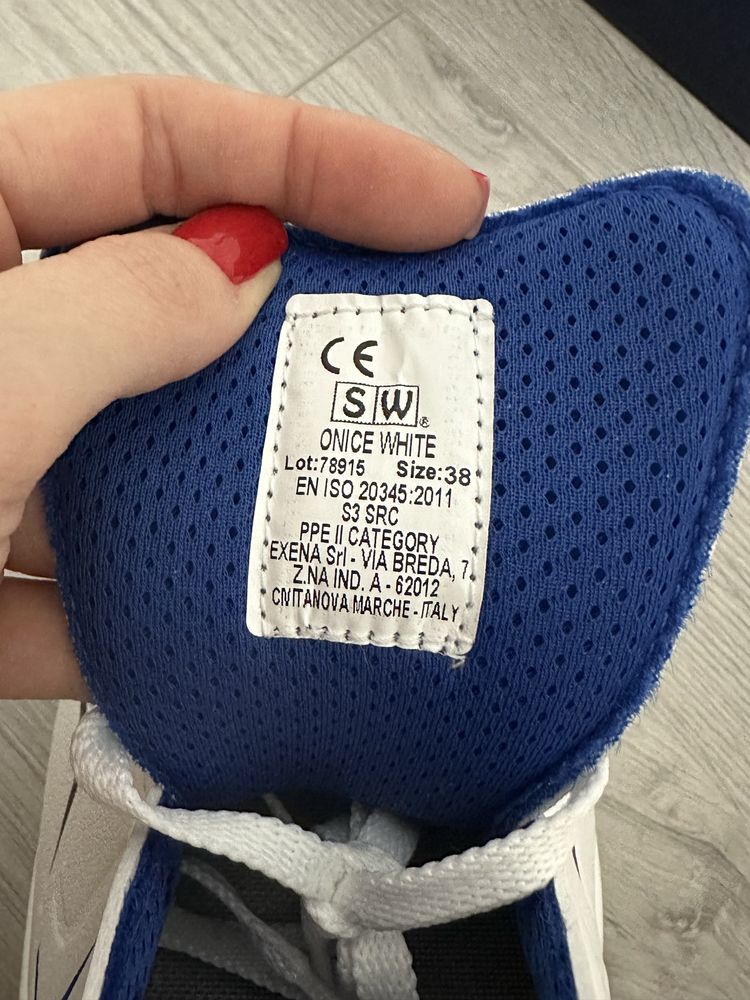 CE
SW®
ONICE WHITE
Lot:78915 Size:38
EN ISO 20345:2011
S3 SRC
PPE II CATEGORY
EXENA Srl - VIA BREDA, 7
Z.NA IND. A - 62012
CIVITANOVA MARCHE - ITALY